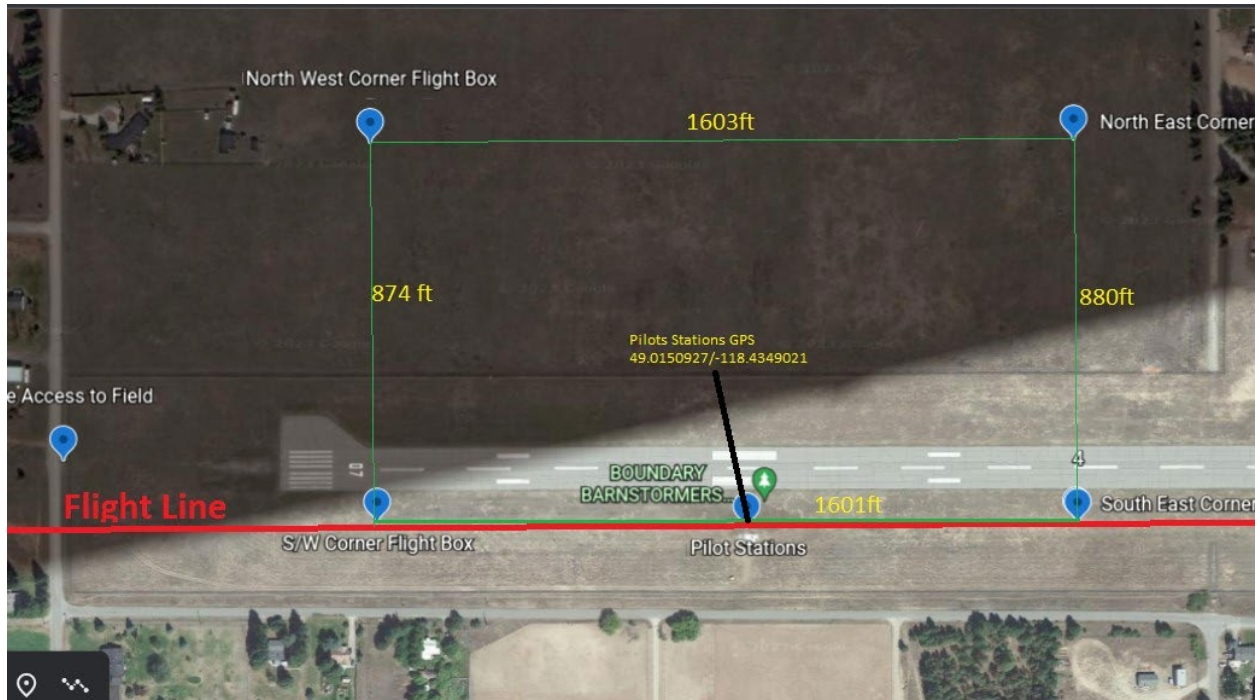 North West Corner Flight Box
1603ft
North East Corner
874 ft
880ft
Pilots Stations GPS
49.0150927/-118.4349021
e Access to Field
07
4
BOUNDARY
BARNSTORMERS...
Flight Line
1601ft
South East Corner
S/W Corner Flight Box
Pilot Stations